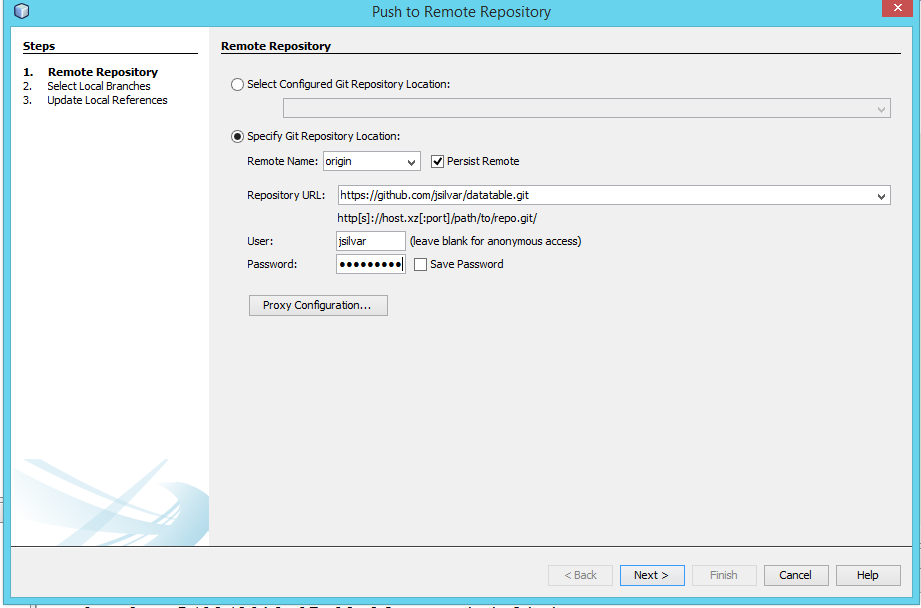 Push to Remote Repository
Steps
1. Remote Repository
2. Select Local Branches
3. Update Local References
Remote Repository
Select Configured Git Repository Location:
Specify Git Repository Location:
Remote Name: origin Persist Remote
Repository URL: https://github.com/jsilvar/datatable.git
http[s]://host.xz[:port]/path/to/repo.git/
User: jsilvar (leave blank for anonymous access)
Password: ●●●●●●●●● Save Password
Proxy Configuration...
< Back Next > Finish Cancel Help